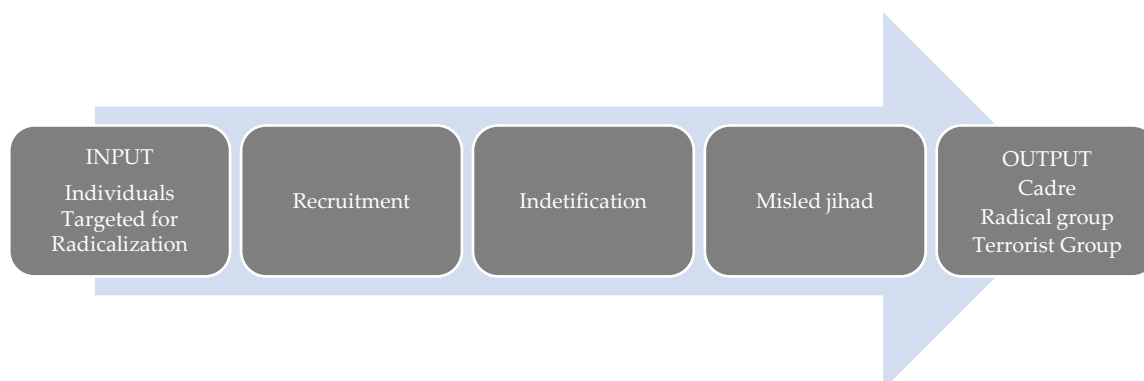 INPUT
Individuals
Targeted for
Radicalization
Recruitment
Indetification
Misled jihad
OUTPUT
Cadre
Radical group
Terrorist Group